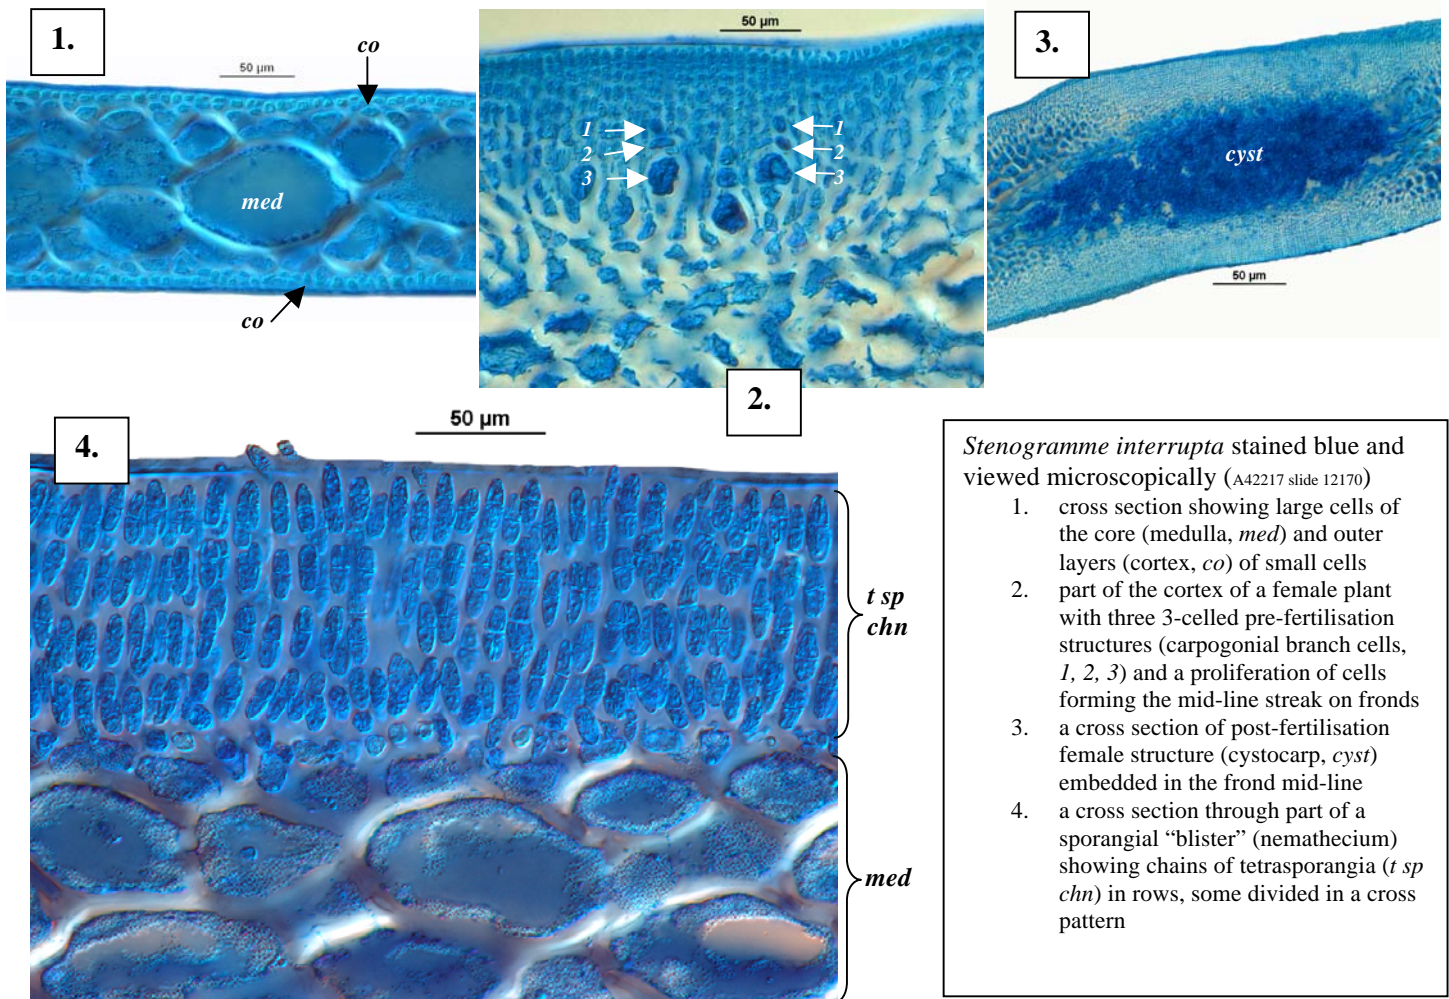 1.
co
50 µm
med
co
50 µm
1
2
3
1
2
3
2.
3.
cyst
50 µm
4.
50 µm
t sp
chn
med
Stenogramme interrupta stained blue and
viewed microscopically (A42217 slide 12170)
1. cross section showing large cells of
the core (medulla, med) and outer
layers (cortex, co) of small cells
2. part of the cortex of a female plant
with three 3-celled pre-fertilisation
structures (carpogonial branch cells,
1, 2, 3) and a proliferation of cells
forming the mid-line streak on fronds
3. a cross section of post-fertilisation
female structure (cystocarp, cyst)
embedded in the frond mid-line
4. a cross section through part of a
sporangial “blister” (nemathecium)
showing chains of tetrasporangia (t sp
chn) in rows, some divided in a cross
pattern